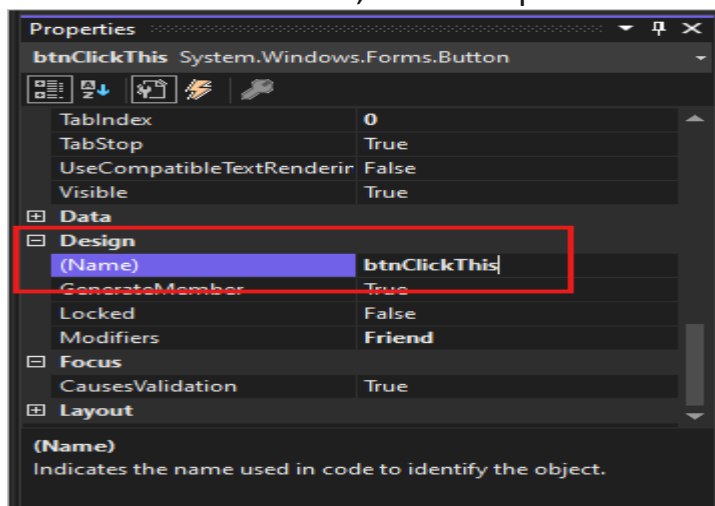 Properties
btnClickThis System.Windows.Forms.Button
TabIndex 0
TabStop True
UseCompatibleTextRenderin False
Visible True
Data
Design
(Name) btnClickThis
GenerateMember True
Locked False
Modifiers Friend
Focus
CausesValidation True
Layout
(Name)
Indicates the name used in code to identify the object.